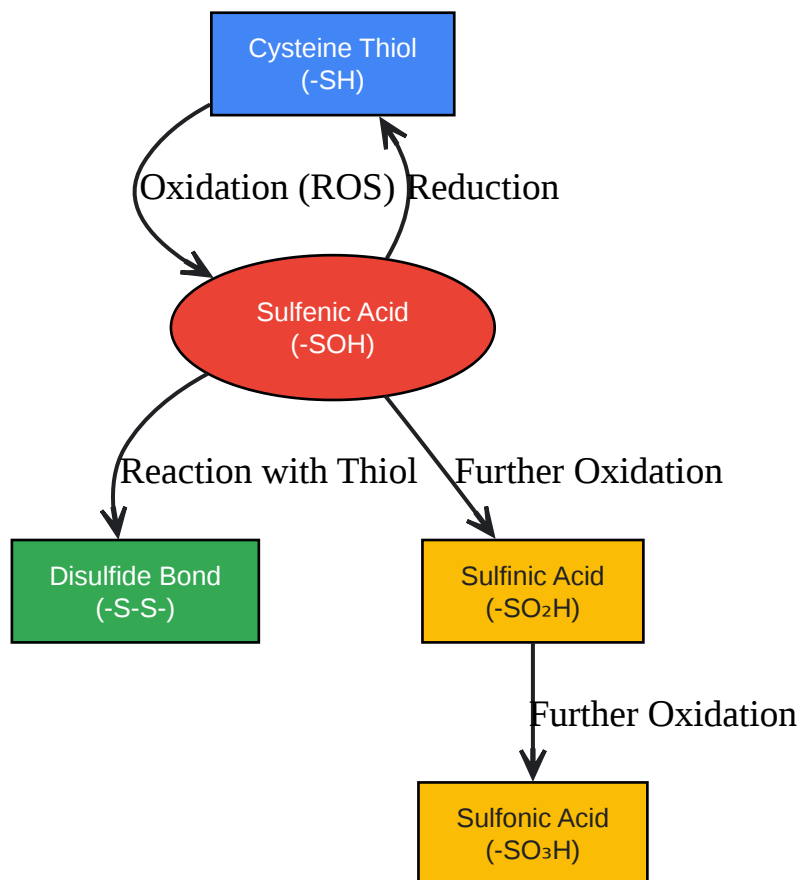 Cysteine Thiol
(-SH)
Oxidation (ROS)
Reduction
Sulfenic Acid
(-SOH)
Reaction with Thiol
Further Oxidation
Disulfide Bond
(-S-S-)
Sulfinic Acid
(-SO₂H)
Further Oxidation
Sulfonic Acid
(-SO₃H)